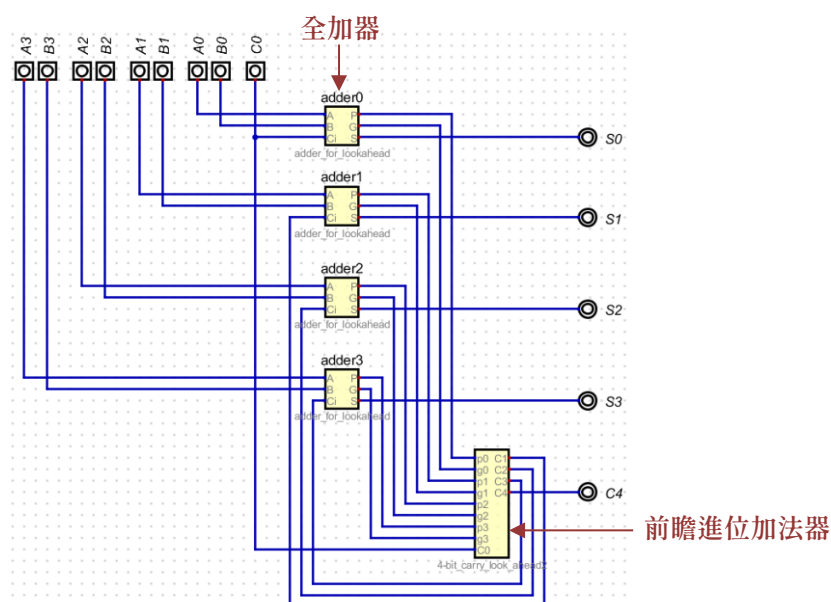 全加器
A3 B3 A2 B2 A1 B1 A0 B0 C0
adder0
A P
B G
Ci S
S0
adder_for_lookahead
adder1
A P
B G
Ci S
S1
adder_for_lookahead
adder2
A P
B G
Ci S
S2
adder_for_lookahead
adder3
A P
B G
Ci S
S3
adder_for_lookahead
p0 C1
g0 C2
p1 C3
g1 C4
C4
p2
g2
p3
g3
C0
前瞻進位加法器
4-bit_carry_look_ahead2